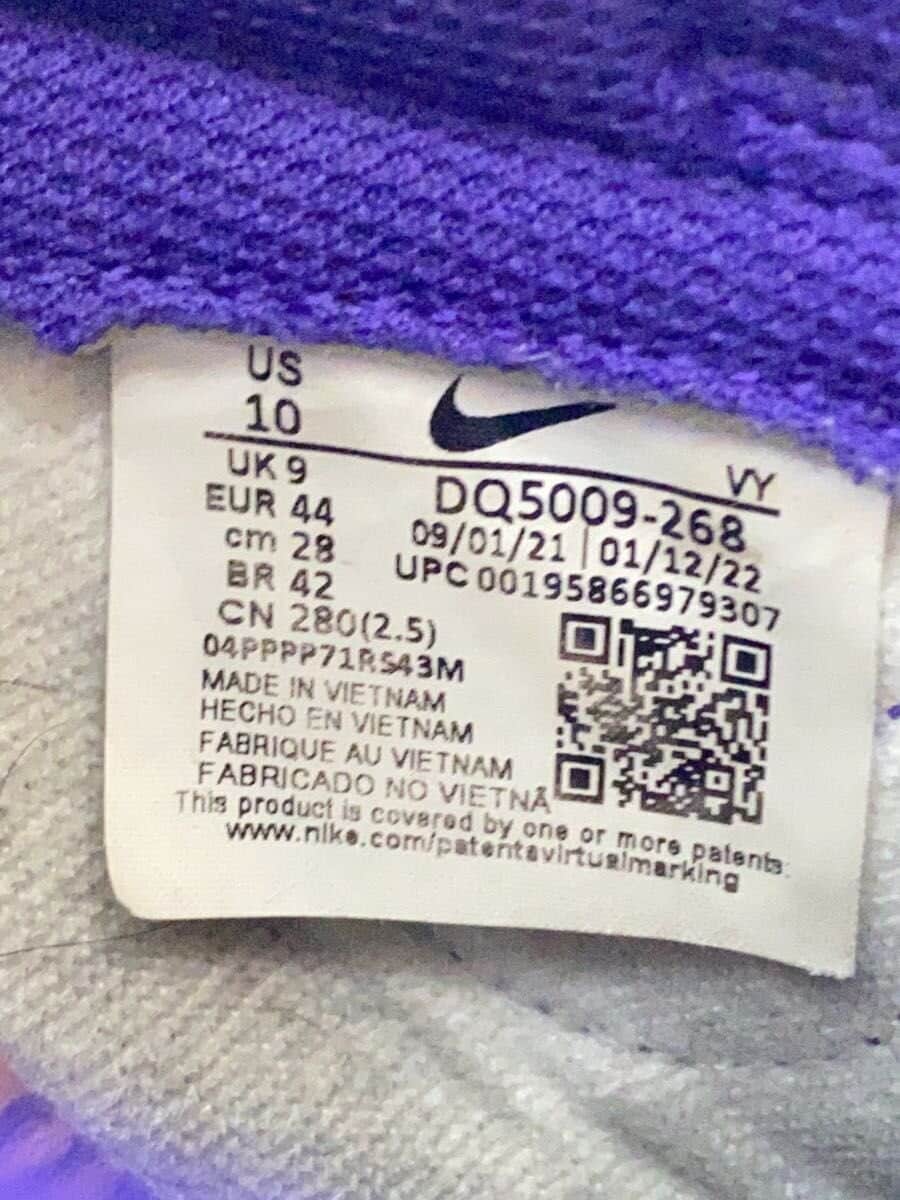 US
10
UK 9
EUR 44
cm 28
BR 42
CN 280(2.5)
04PPPP71RS43M
MADE IN VIETNAM
HECHO EN VIETNAM
FABRIQUE AU VIETNAM
FABRICADO NO VIETNÃ
VY
DQ5009-268
09/01/21 | 01/12/22
UPC 00195866979307
This product is covered by one or more patents:
www.nike.com/patentavirtualmarking